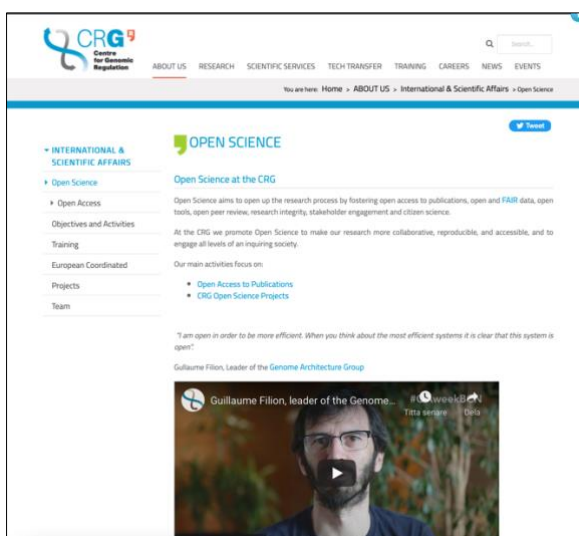 CRG
Centre
for Genomic
Regulation
Search...
ABOUT US RESEARCH SCIENTIFIC SERVICES TECH TRANSFER TRAINING CAREERS NEWS EVENTS
You are here: Home > ABOUT US > International & Scientific Affairs > Open Science
Tweet
INTERNATIONAL &
SCIENTIFIC AFFAIRS
Open Science
Open Access
Objectives and Activities
Training
European Coordinated
Projects
Team
OPEN SCIENCE
Open Science at the CRG
Open Science aims to open up the research process by fostering open access to publications, open and FAIR data, open
tools, open peer review, research integrity, stakeholder engagement and citizen science.
At the CRG we promote Open Science to make our research more collaborative, reproducible, and accessible, and to
engage all levels of an inquiring society.
Our main activities focus on:
Open Access to Publications
CRG Open Science Projects
"I am open in order to be more efficient. When you think about the most efficient systems it is clear that this system is
open".
Guillaume Filion, Leader of the Genome Architecture Group
Guillaume Filion, leader of the Genome...
Titta senare Dela